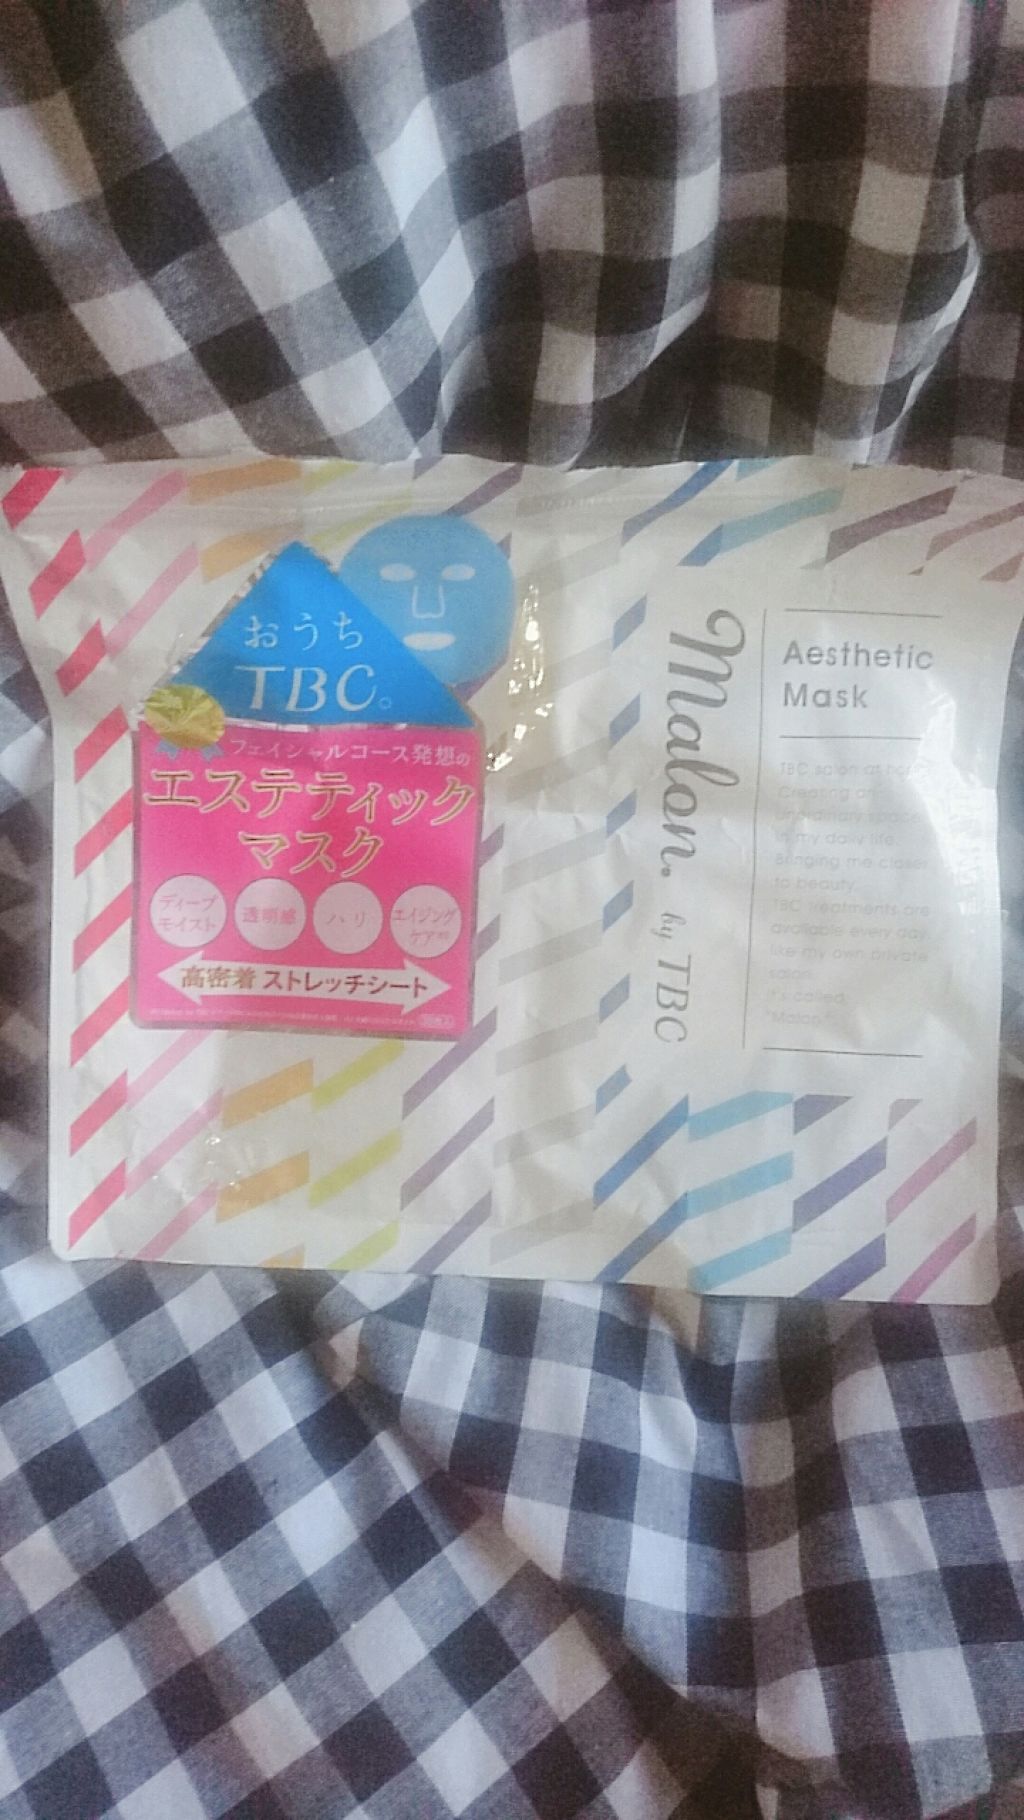 おうち
TBC。
フェイシャルコース発想の
エステティック
マスク
ディープ
モイスト
透明感
ハリ
エイジング
ケア
高密着 ストレッチシート
Malon. by TBC
Aesthetic
Mask
TBC salon at home.
Creating an
unordinary space
in my daily life.
Bringing me closer
to beauty.
TBC treatments are
available every day,
like my own private
salon.
It's called
"Malon"